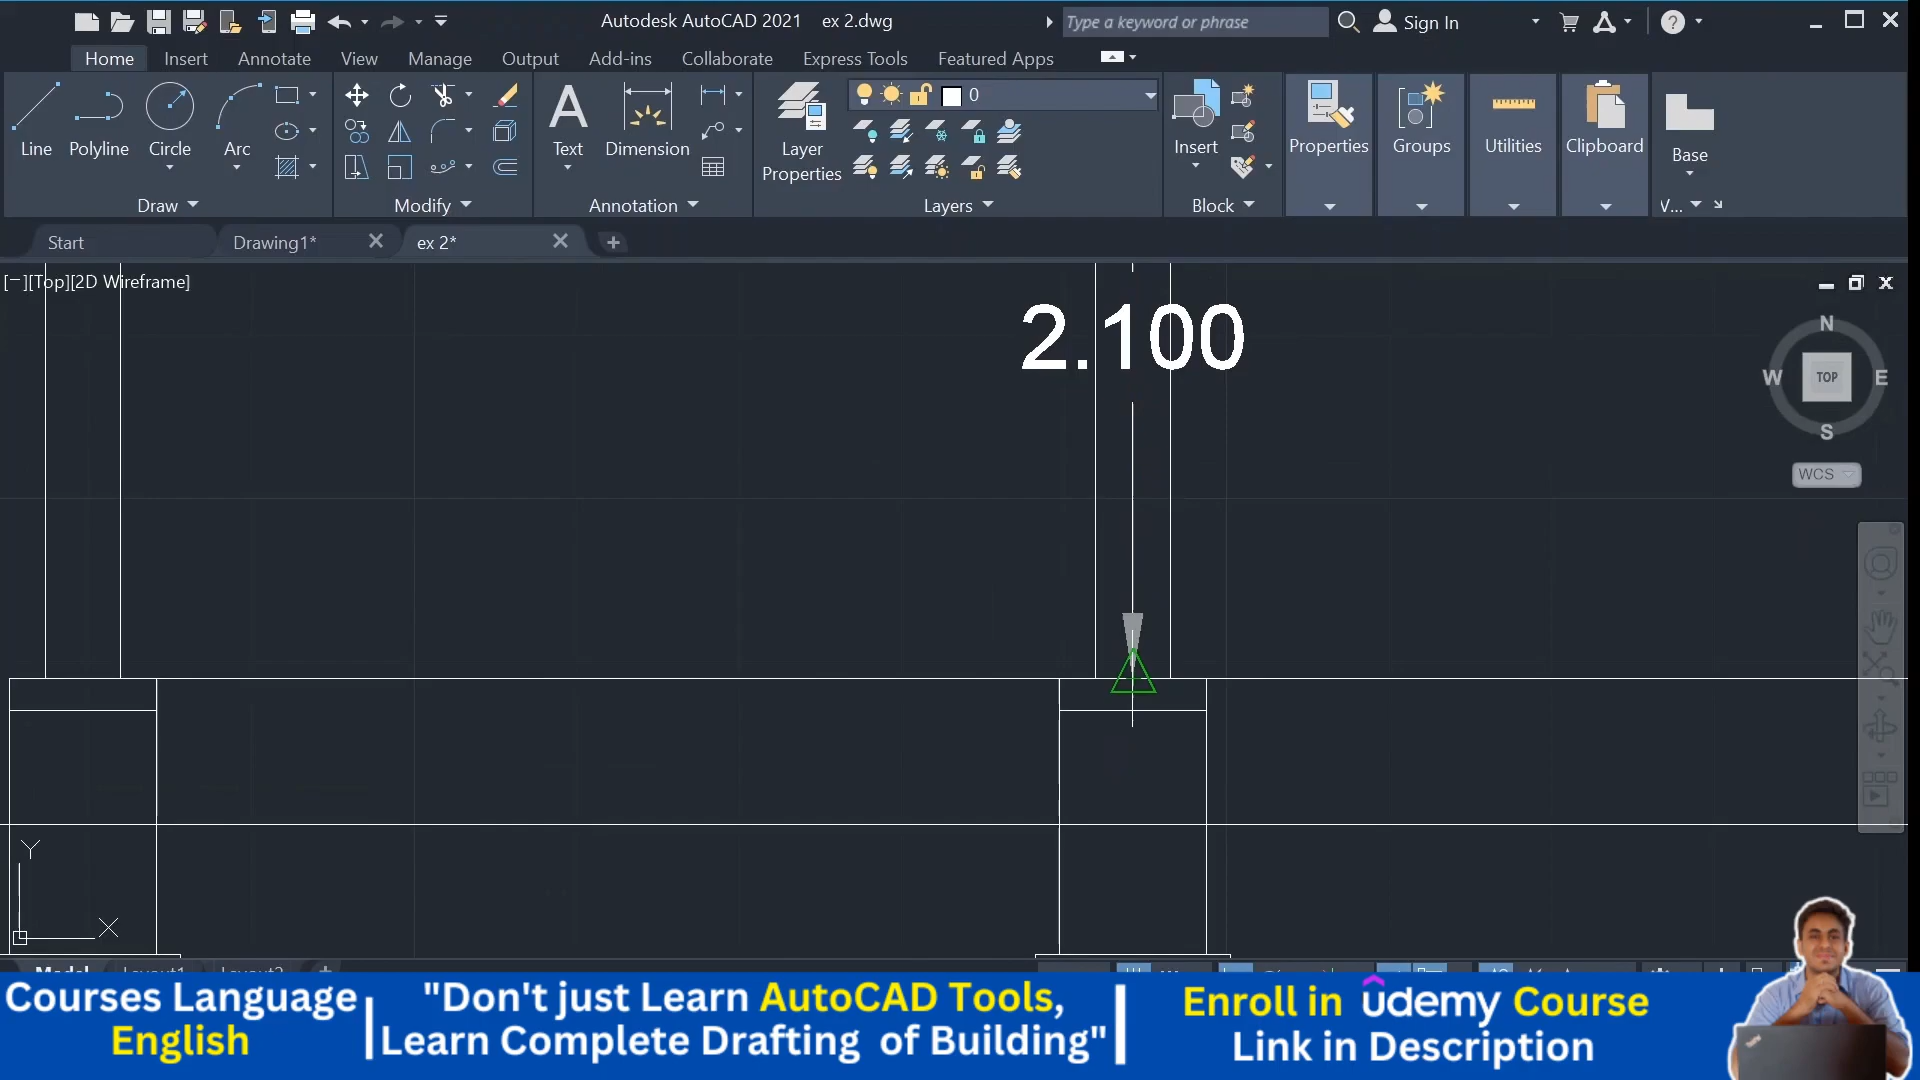 Autodesk AutoCAD 2021 ex 2.dwg
Type a keyword or phrase
Sign In
Home Insert Annotate View Manage Output Add-ins Collaborate Express Tools Featured Apps
0
Line Polyline Circle Arc
Text Dimension
Layer
Properties
Insert
Properties Groups Utilities Clipboard
Base
Draw Modify Annotation Layers Block V...
Start Drawing1* ex 2*
[−][Top][2D Wireframe]
2.100
N
W TOP E
S
WCS
Y
X
Model Layout1 Layout2
Courses Language
English
"Don't just Learn AutoCAD Tools,
Learn Complete Drafting of Building"
Enroll in udemy Course
Link in Description